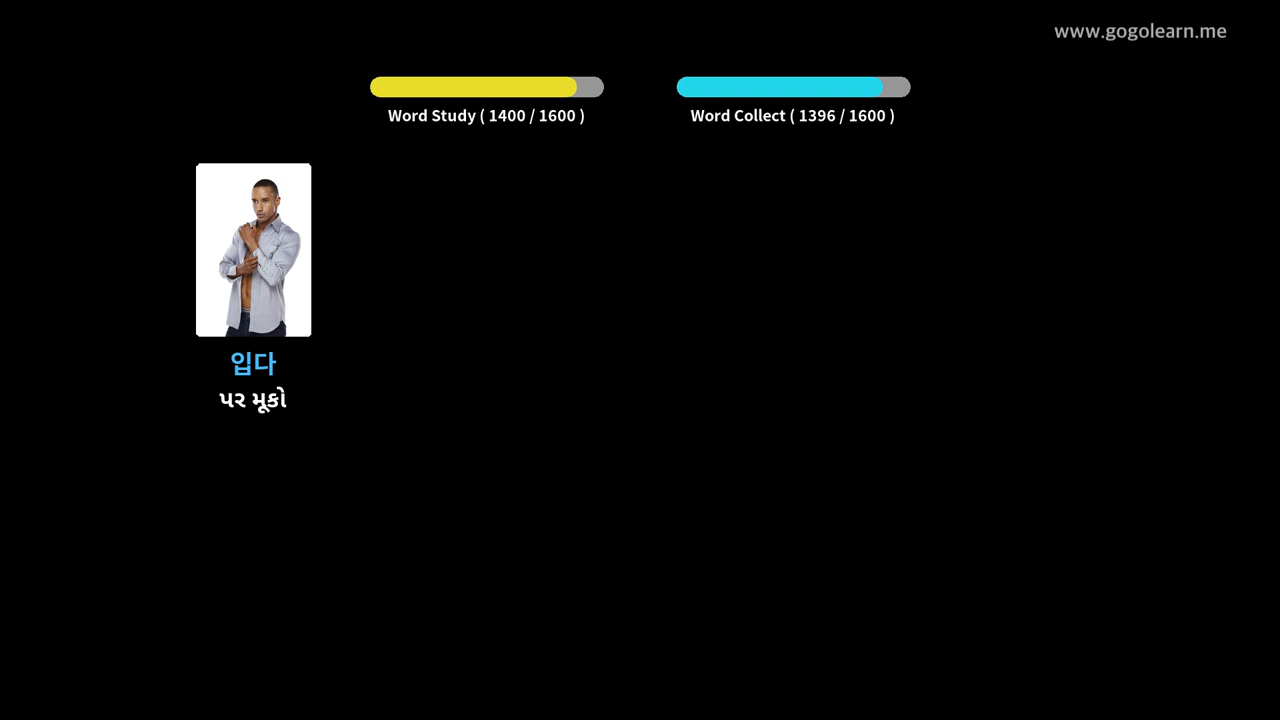 www.gogolearn.me
Word Study ( 1400 / 1600 )
Word Collect ( 1396 / 1600 )
입다
પર મૂકો